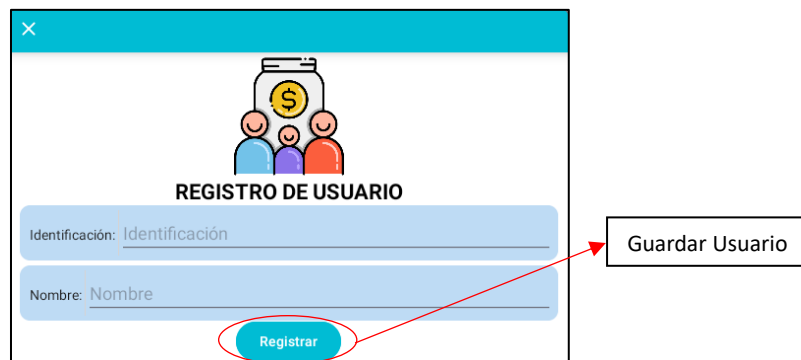 $
REGISTRO DE USUARIO
Identificación: Identificación
Nombre: Nombre
Registrar
Guardar Usuario